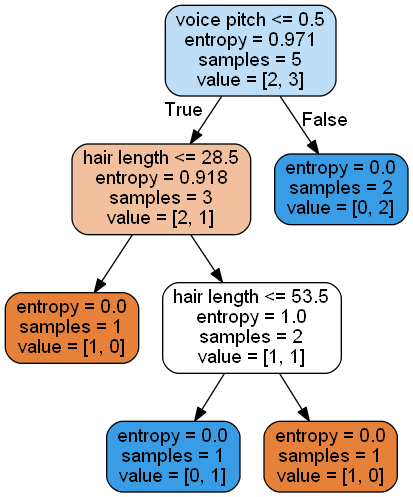 voice pitch <= 0.5
entropy = 0.971
samples = 5
value = [2, 3]
True
False
hair length <= 28.5
entropy = 0.918
samples = 3
value = [2, 1]
entropy = 0.0
samples = 2
value = [0, 2]
entropy = 0.0
samples = 1
value = [1, 0]
hair length <= 53.5
entropy = 1.0
samples = 2
value = [1, 1]
entropy = 0.0
samples = 1
value = [0, 1]
entropy = 0.0
samples = 1
value = [1, 0]